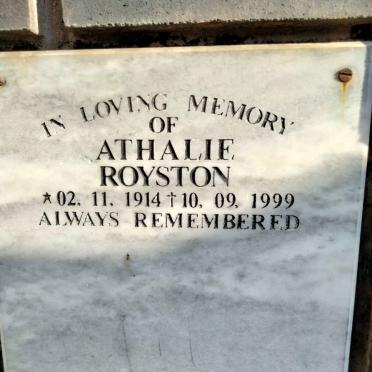 IN LOVING MEMORY
OF
ATHALIE
ROYSTON
* 02. 11. 1914 † 10. 09. 1999
ALWAYS REMEMBERED